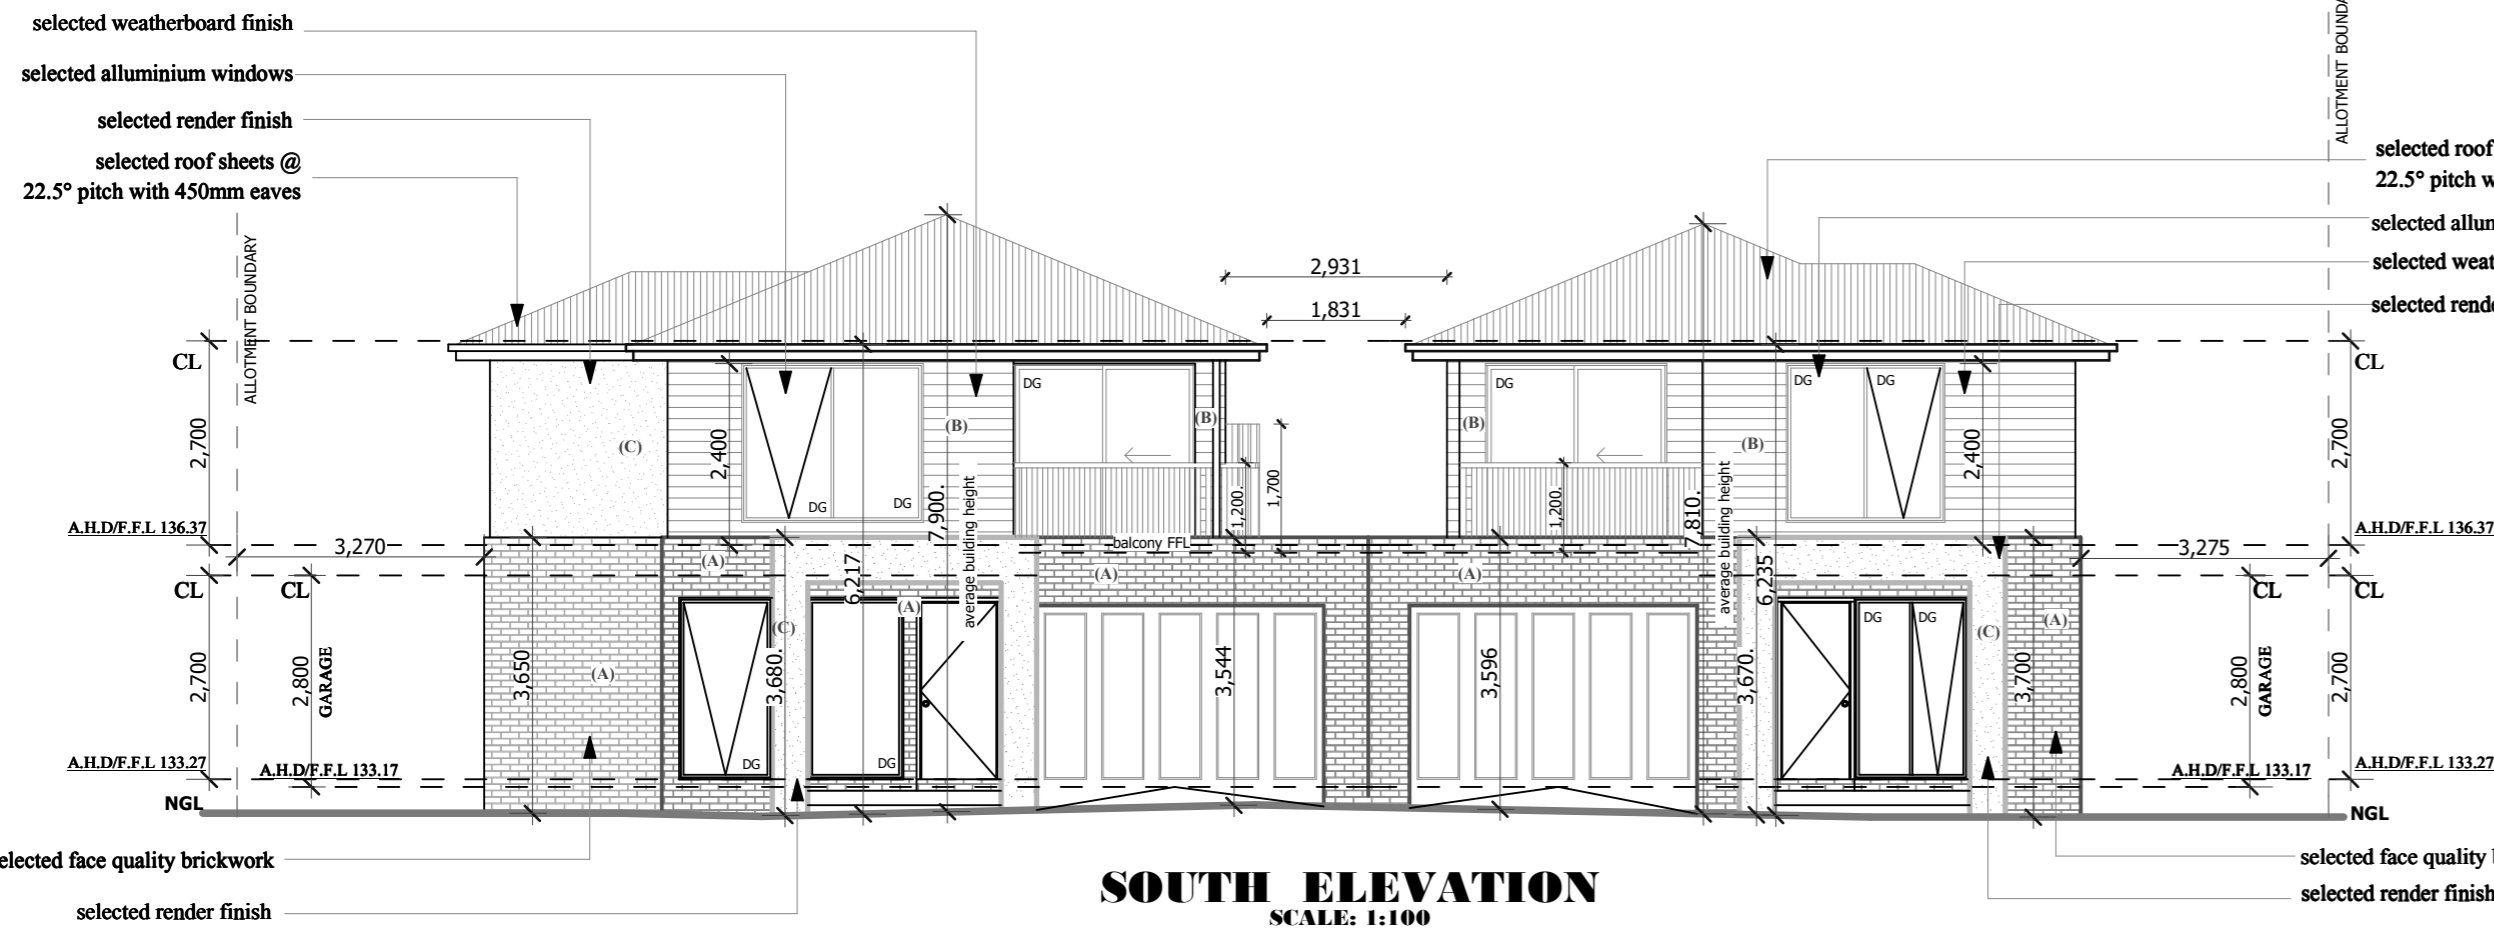 selected weatherboard finish
selected alluminium windows
selected render finish
selected roof sheets @
22.5° pitch with 450mm eaves
ALLOTMENT BOUNDARY
ALLOTMENT BOUNDA
selected roof
22.5° pitch w
selected allum
selected weat
selected rende
2,931
1,831
CL
CL
2,700
2,400
(C)
(B)
DG
DG
DG
(B)
1,700
1,200.
7,900.
average building height
DG
(B)
1,200.
7,810.
average building height
(B)
DG
DG
2,400
2,700
A.H.D/F.F.L 136.37
A.H.D/F.F.L 136.37
3,270
balcony FFL
3,275
(A)
(A)
(A)
6,217
6,235
CL
CL
CL
CL
2,700
2,800
GARAGE
3,650
(A)
DG
(C)
3,680.
DG
(A)
3,544
3,596
3,670.
DG
DG
(C)
3,700
(A)
2,800
GARAGE
2,700
A.H.D/F.F.L 133.27
A.H.D/F.F.L 133.17
A.H.D/F.F.L 133.17
A.H.D/F.F.L 133.27
NGL
NGL
elected face quality brickwork
selected render finish
selected face quality
selected render finish
SOUTH ELEVATION
SCALE: 1:100